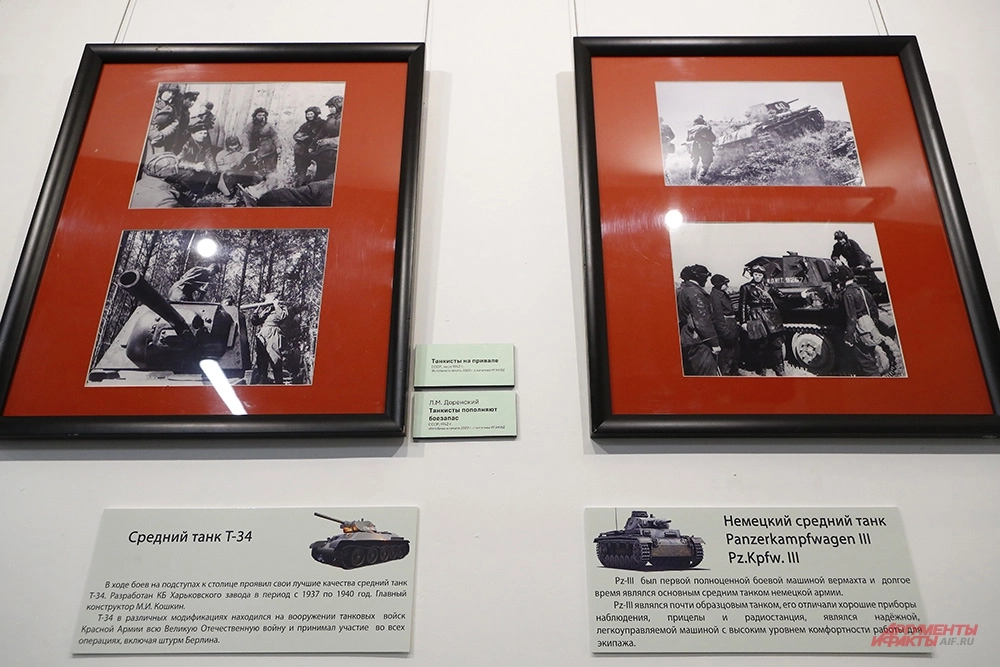 Танкисты на привале
Л.М. Доренский
Танкисты пополняют
боезапас
СССР, 1942 г.
Средний танк Т-34
В ходе боев на подступах к столице проявил свои лучшие качества средний танк
Т-34. Разработан КБ Харьковского завода в период с 1937 по 1940 год. Главный
конструктор М.И. Кошкин.
Т-34 в различных модификациях находился на вооружении танковых войск
Красной Армии всю Великую Отечественную войну и принимал участие во всех
операциях, включая штурм Берлина.
Немецкий средний танк
Panzerkampfwagen III
Pz.Kpfw. III
Pz-III был первой полноценной боевой машиной вермахта и долгое
время являлся основным средним танком немецкой армии.
Pz-III являлся почти образцовым танком, его отличали хорошие приборы
наблюдения, прицелы и радиостанция, являлся надёжной,
легкоуправляемой машиной с высоким уровнем комфортности работы для
экипажа.
АРГУМЕНТЫ
И ФАКТЫ AIF.RU